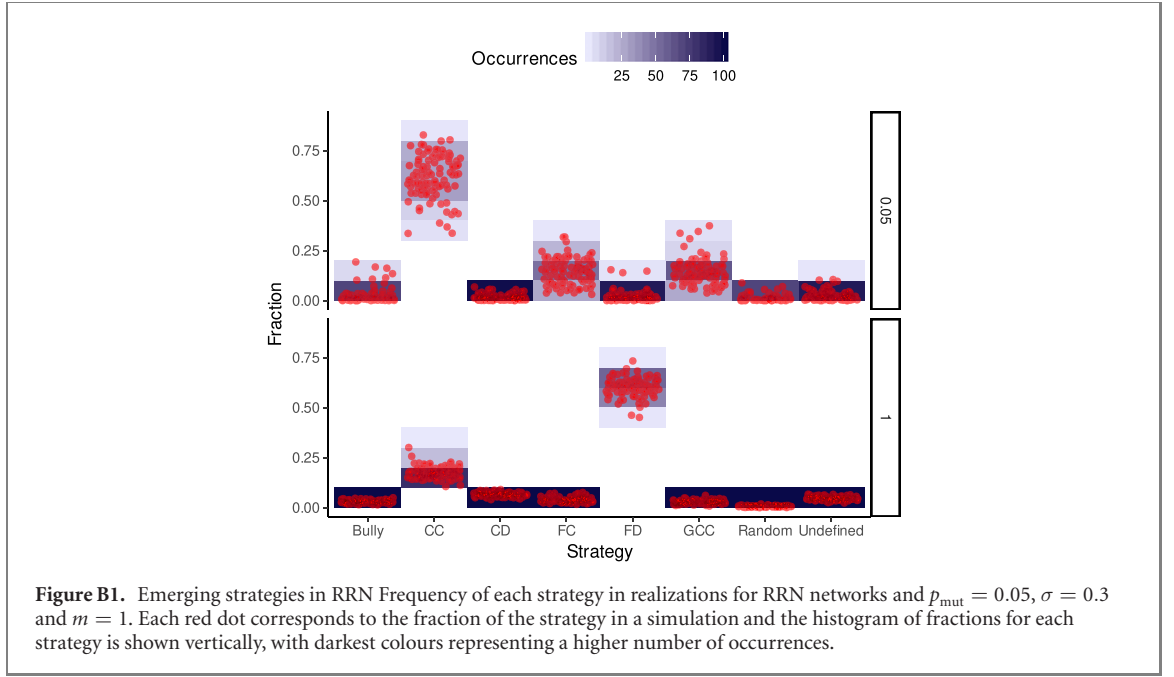 Occurrences
25 50 75 100
0.75
0.50
0.25
0.00
0.05
Fraction
0.75
0.50
0.25
0.00
1
Bully CC CD FC FD GCC Random Undefined
Strategy
Figure B1. Emerging strategies in RRN Frequency of each strategy in realizations for RRN networks and pmut = 0.05, σ = 0.3
and m = 1. Each red dot corresponds to the fraction of the strategy in a simulation and the histogram of fractions for each
strategy is shown vertically, with darkest colours representing a higher number of occurrences.